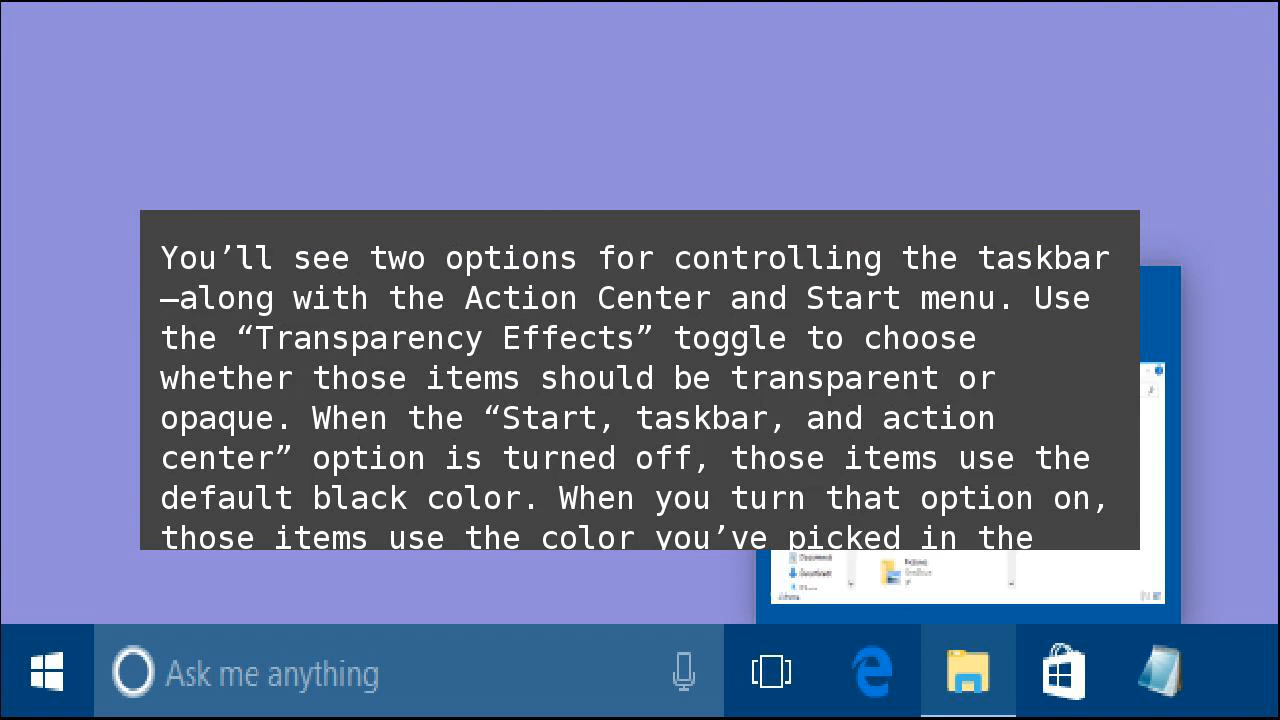 You’ll see two options for controlling the taskbar
—along with the Action Center and Start menu. Use
the “Transparency Effects” toggle to choose
whether those items should be transparent or
opaque. When the “Start, taskbar, and action
center” option is turned off, those items use the
default black color. When you turn that option on,
those items use the color you’ve picked in the
Documents
Downloads
Pictures
Ask me anything